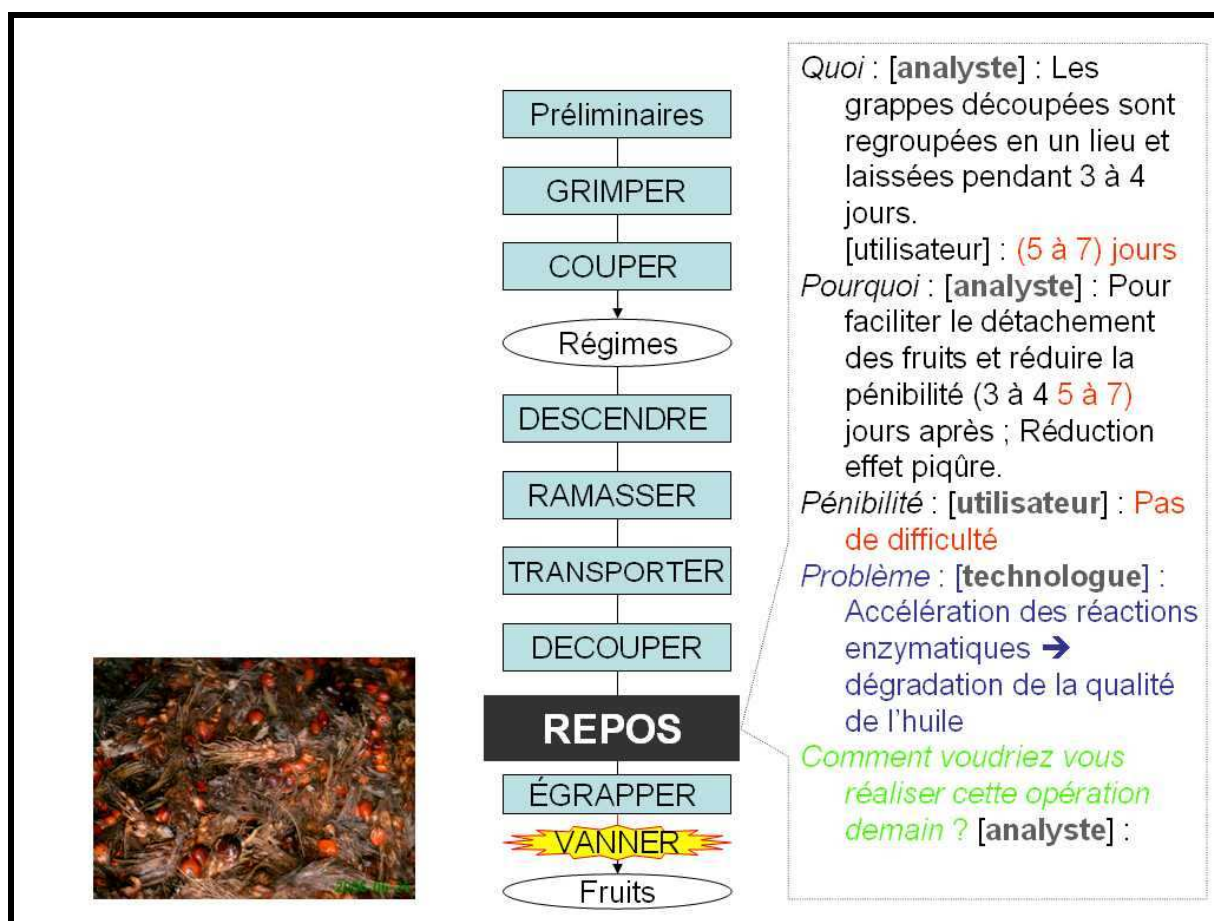 Préliminaires
GRIMPER
COUPER
Régimes
DESCENDRE
RAMASSER
TRANSPORTER
DECOUPER
REPOS
ÉGRAPPER
VANNER
Fruits
Quoi : [analyste] : Les
grappes découpées sont
regroupées en un lieu et
laissées pendant 3 à 4
jours.
[utilisateur] : (5 à 7) jours
Pourquoi : [analyste] : Pour
faciliter le détachement
des fruits et réduire la
pénibilité (3 à 4 5 à 7)
jours après ; Réduction
effet piqûre.
Pénibilité : [utilisateur] : Pas
de difficulté
Problème : [technologue] :
Accélération des réactions
enzymatiques ➔
dégradation de la qualité
de l’huile
Comment voudriez vous
réaliser cette opération
demain ? [analyste] :